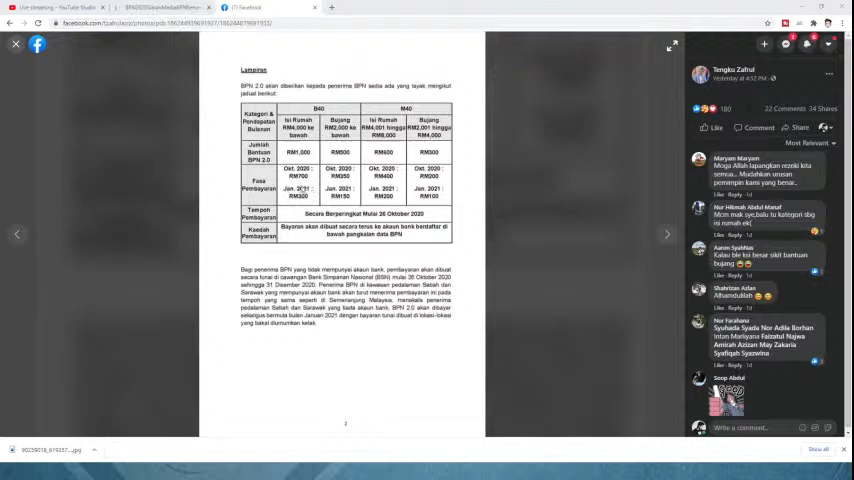 Live streaming - YouTube Studio
BPN2020SiaranMediaBPNKeme
(7) Facebook
facebook.com/tzafrulaziz/photos/pcb.186244939691927/186244879691933/
Lampiran
BPN 2.0 akan diberikan kepada penerima BPN sedia ada yang layak mengikut
jadual berikut:
Kategori &
Pendapatan
Bulanan
B40
M40
Isi Rumah
RM4,000 ke
bawah
Bujang
RM2,000 ke
bawah
Isi Rumah
RM4,001 hingga
RM8,000
Bujang
RM2,001 hingga
RM4,000
Jumlah
Bantuan
BPN 2.0
RM1,000
RM500
RM600
RM300
Fasa
Pembayaran
Okt. 2020 :
RM700
Jan. 2021 :
RM300
Okt. 2020 :
RM350
Jan. 2021 :
RM150
Okt. 2020 :
RM400
Jan. 2021 :
RM200
Okt. 2020 :
RM200
Jan. 2021 :
RM100
Tempoh
Pembayaran
Secara Berperingkat Mulai 26 Oktober 2020
Kaedah
Pembayaran
Bayaran akan dibuat secara terus ke akaun bank berdaftar di
bawah pangkalan data BPN
Bagi penerima BPN yang tidak mempunyai akaun bank, pembayaran akan dibuat
secara tunai di cawangan Bank Simpanan Nasional (BSN) mulai 26 Oktober 2020
sehingga 31 Disember 2020. Penerima BPN di kawasan pedalaman Sabah dan
Sarawak yang mempunyai akaun bank akan turut menerima pembayaran ini pada
tempoh yang sama seperti di Semenanjung Malaysia, manakala penerima
pedalaman Sabah dan Sarawak yang tiada akaun bank, BPN 2.0 akan dibayar
sekaligus bermula bulan Januari 2021 dengan bayaran tunai dibuat di lokasi-lokasi
yang bakal diumumkan kelak
2
Tengku Zafrul
Yesterday at 4:52 PM
180
22 Comments 34 Shares
Like Comment Share
Most Relevant
Maryam Maryam
Moga Allah lapangkan rezeki kita
semua... Mudahkan urusan
pemimpin kami yang benar..
Like · Reply · 1d
Nur Hikmah Abdul Manaf
Mcm mak sye,balu tu kategori sbg
isi rumah ek(
Like · Reply · 1d
Aaron SyahNas
Kalau ble ksi besar sikit bantuan
bujang
Like · Reply · 1d
Shahrizan Azlan
Alhamdulilah
Like · Reply · 1d
Nur Farahana
Syuhada Syada Nor Adila Borhan
Intan Marliyana Faizatul Najwa
Amirah Azizan May Zakaria
Syafiqah Syazwina
Like · Reply · 1d
Soop Abdul
Write a comment...
90259018_619357....jpg
Show all